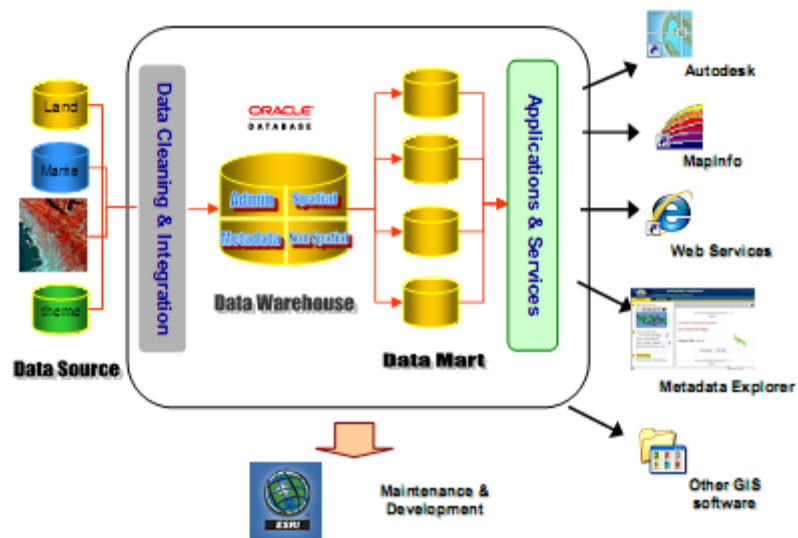 Land
Marne
theme
Data Source
Data Cleaning & Integration
ORACLE
DATABASE
Admin
Spatial
Metadata
Non Spatial
Data Warehouse
Data Mart
Applications & Services
Autodesk
MapInfo
Web Services
Metadata Explorer
Other GIS
software
ESRI
Maintenance &
Development